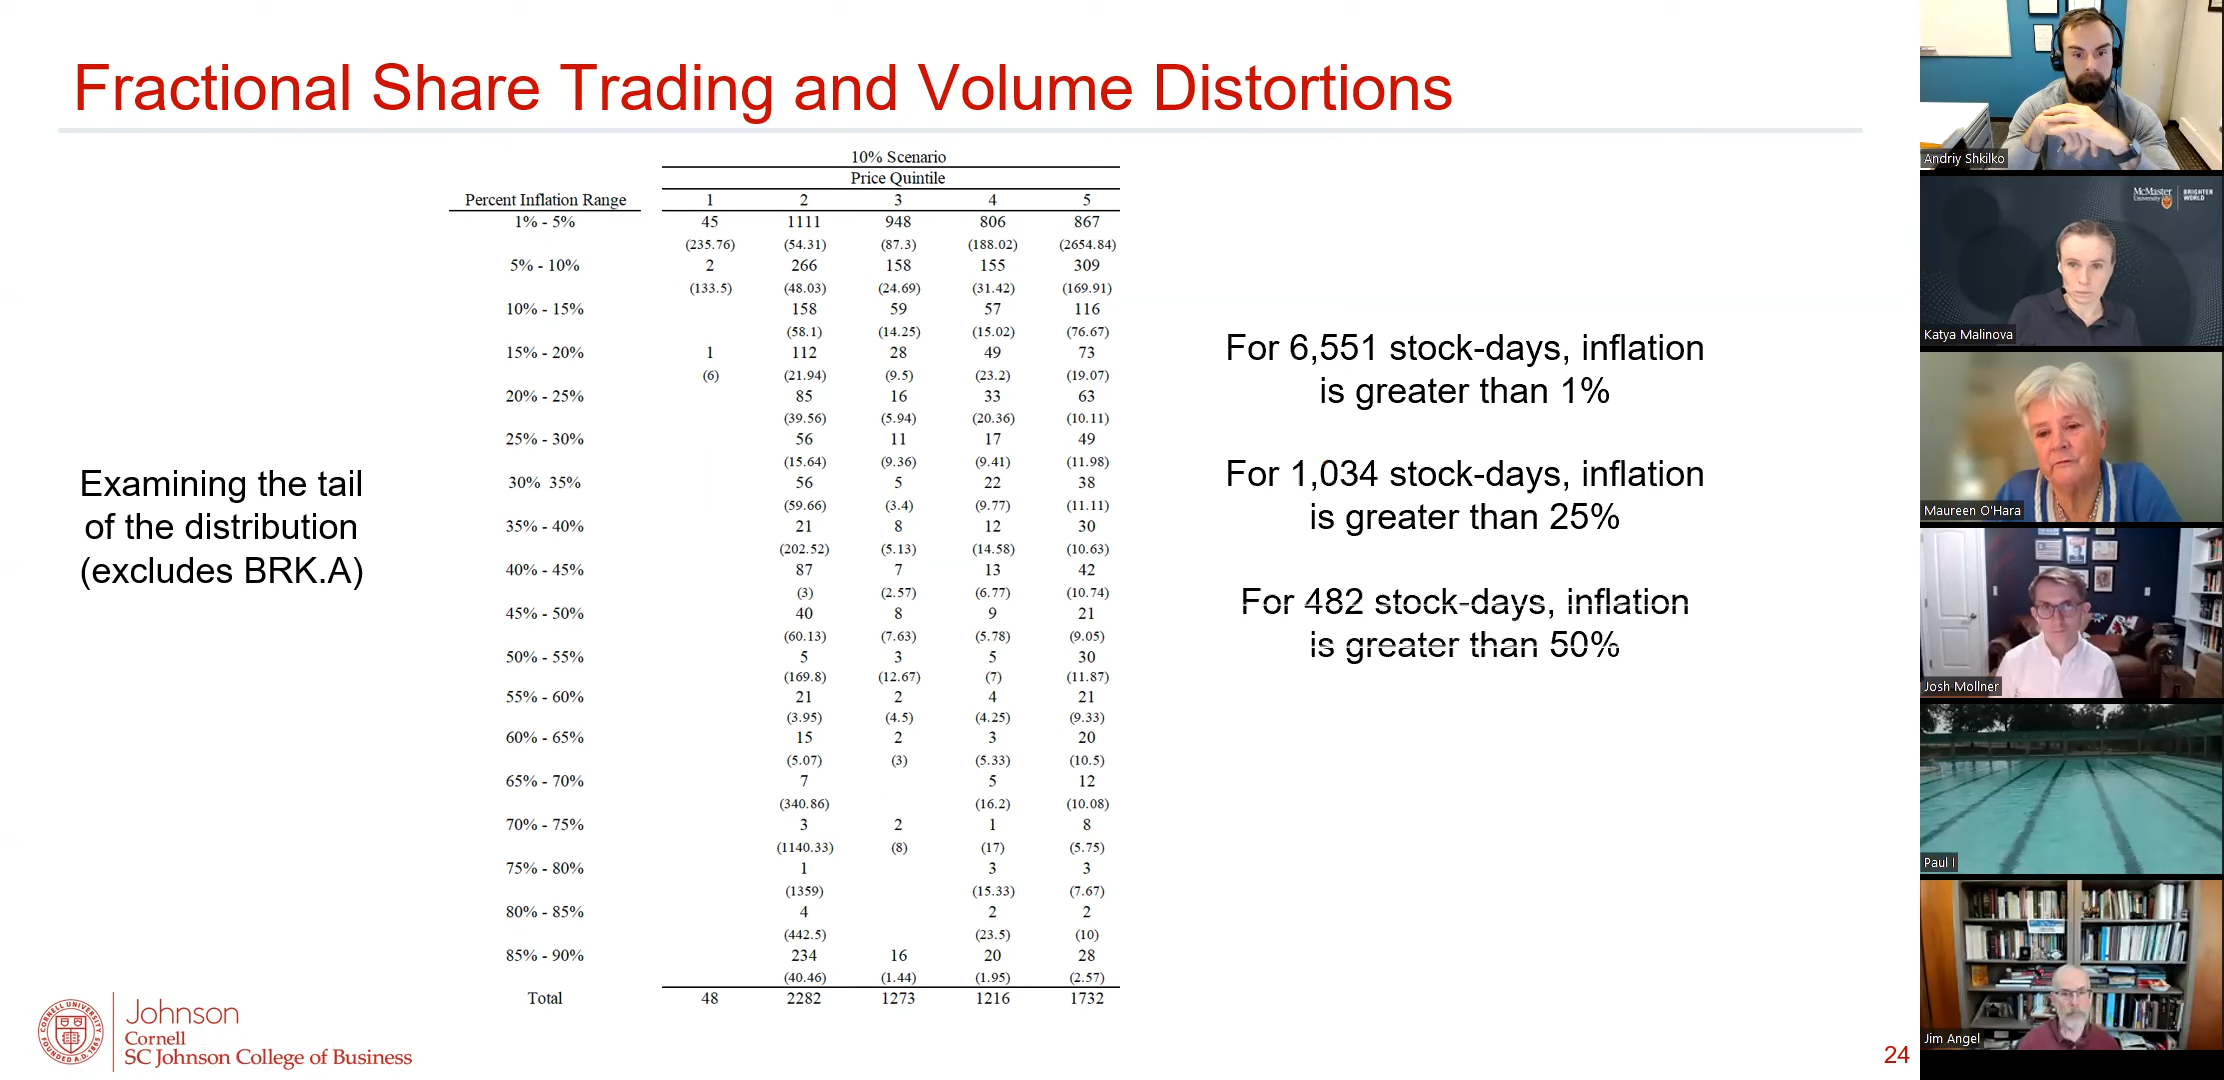 Fractional Share Trading and Volume Distortions
10% Scenario
Price Quintile
Percent Inflation Range 1 2 3 4 5
1% - 5% 45 1111 948 806 867
(235.76) (54.31) (87.3) (188.02) (2654.84)
5% - 10% 2 266 158 155 309
(133.5) (48.03) (24.69) (31.42) (169.91)
10% - 15% 158 59 57 116
(58.1) (14.25) (15.02) (76.67)
15% - 20% 1 112 28 49 73
(6) (21.94) (9.5) (23.2) (19.07)
20% - 25% 85 16 33 63
(39.56) (5.94) (20.36) (10.11)
25% - 30% 56 11 17 49
(15.64) (9.36) (9.41) (11.98)
30% 35% 56 5 22 38
(59.66) (3.4) (9.77) (11.11)
35% - 40% 21 8 12 30
(202.52) (5.13) (14.58) (10.63)
40% - 45% 87 7 13 42
(3) (2.57) (6.77) (10.74)
45% - 50% 40 8 9 21
(60.13) (7.63) (5.78) (9.05)
50% - 55% 5 3 5 30
(169.8) (12.67) (7) (11.87)
55% - 60% 21 2 4 21
(3.95) (4.5) (4.25) (9.33)
60% - 65% 15 2 3 20
(5.07) (3) (5.33) (10.5)
65% - 70% 7 5 12
(340.86) (16.2) (10.08)
70% - 75% 3 2 1 8
(1140.33) (8) (17) (5.75)
75% - 80% 1 3 3
(1359) (15.33) (7.67)
80% - 85% 4 2 2
(442.5) (23.5) (10)
85% - 90% 234 16 20 28
(40.46) (1.44) (1.95) (2.57)
Total 48 2282 1273 1216 1732
Examining the tail
of the distribution
(excludes BRK.A)
For 6,551 stock-days, inflation
is greater than 1%
For 1,034 stock-days, inflation
is greater than 25%
For 482 stock-days, inflation
is greater than 50%
Johnson
Cornell
SC Johnson College of Business
24
Andriy Shkilko
McMaster
University
BRIGHTER
WORLD
Katya Malinova
Maureen O'Hara
Josh Mollner
Paul I
Jim Angel